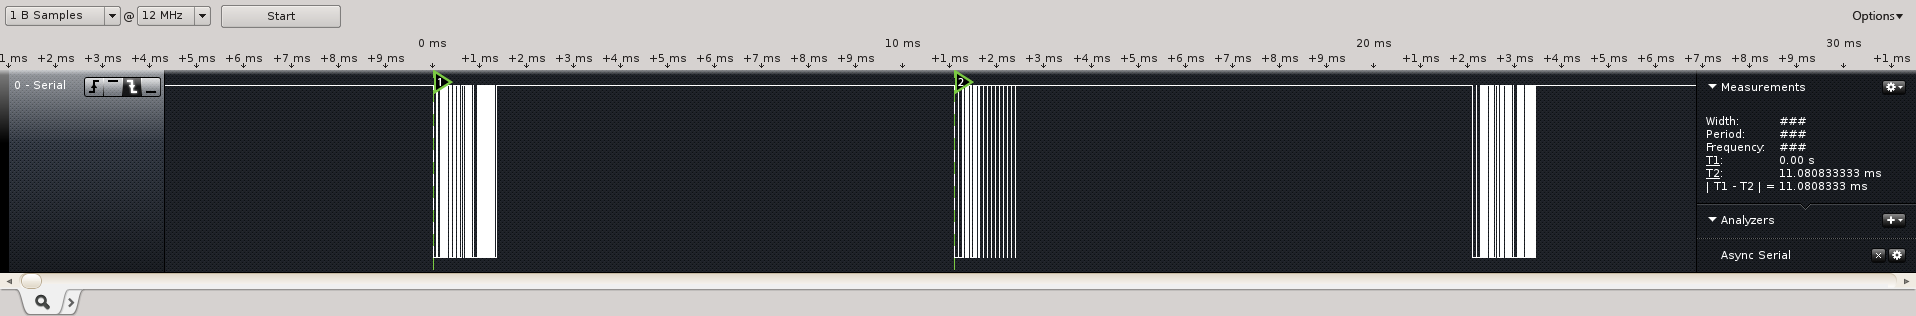 1 B Samples @ 12 MHz Start Options
0 ms 10 ms 20 ms 30 ms
1 ms +2 ms +3 ms +4 ms +5 ms +6 ms +7 ms +8 ms +9 ms +1 ms +2 ms +3 ms +4 ms +5 ms +6 ms +7 ms +8 ms +9 ms +1 ms +2 ms +3 ms +4 ms +5 ms +6 ms +7 ms +8 ms +9 ms +1 ms +2 ms +3 ms +4 ms +5 ms +6 ms +7 ms +8 ms +9 ms +1 ms
0 - Serial
1
2
Measurements
Width: ###
Period: ###
Frequency: ###
T1: 0.00 s
T2: 11.080833333 ms
| T1 - T2 | = 11.0808333 ms
Analyzers
Async Serial